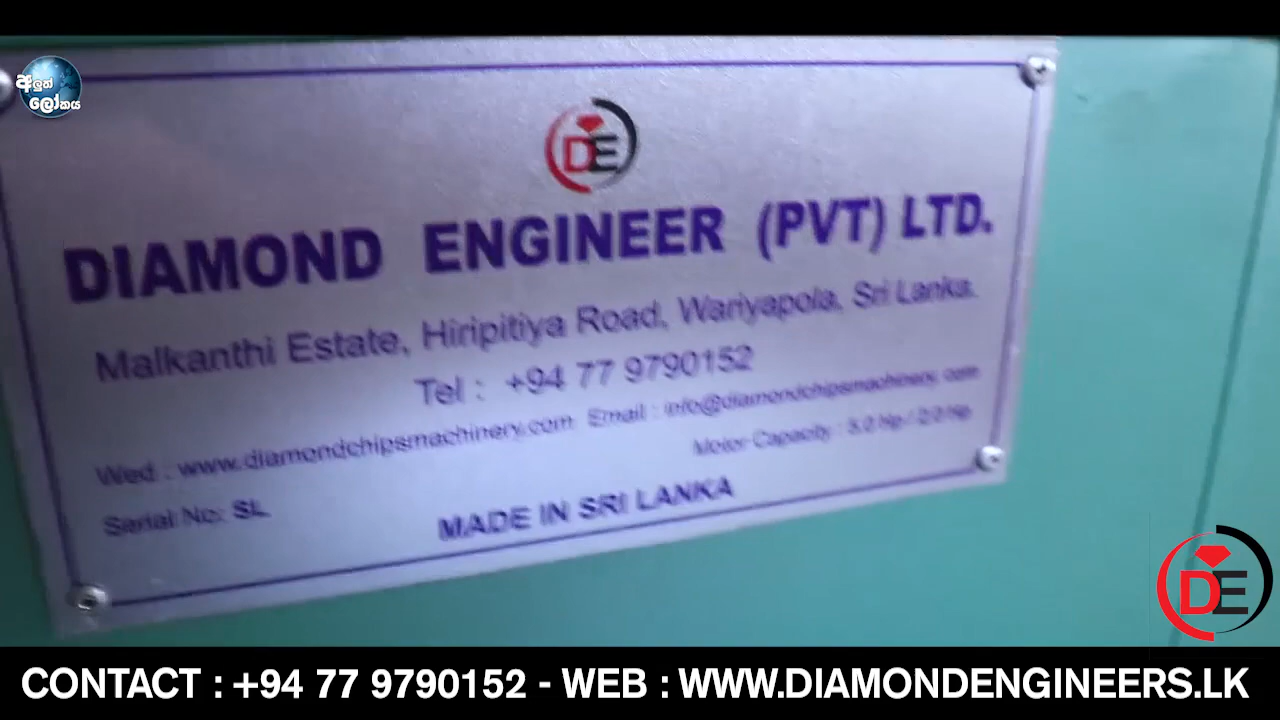 අලුත්
ලෝකය
DE
DIAMOND ENGINEER (PVT) LTD.
Malkanthi Estate, Hiripitiya Road, Wariyapola, Sri Lanka.
Tel : +94 77 9790152
Wed : www.diamondchipsmachinery.com Email : info@diamondchipsmachinery.com
Motor Capacity : 5.0 Hp / 2.0 Hp
Serial No: SL
MADE IN SRI LANKA
DE
CONTACT : +94 77 9790152 - WEB : WWW.DIAMONDENGINEERS.LK